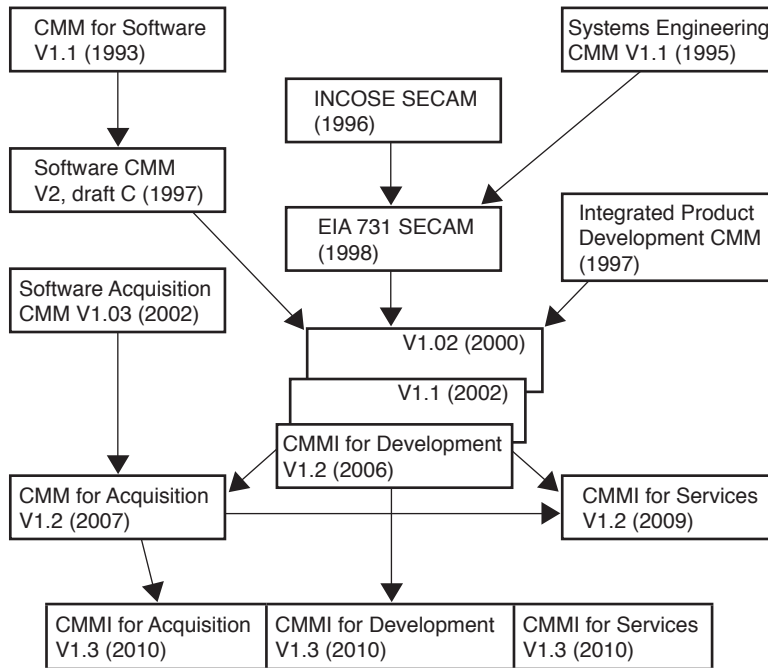 CMM for Software
V1.1 (1993)
Systems Engineering
CMM V1.1 (1995)
INCOSE SECAM
(1996)
Software CMM
V2, draft C (1997)
EIA 731 SECAM
(1998)
Integrated Product
Development CMM
(1997)
Software Acquisition
CMM V1.03 (2002)
V1.02 (2000)
V1.1 (2002)
CMMI for Development
V1.2 (2006)
CMM for Acquisition
V1.2 (2007)
CMMI for Services
V1.2 (2009)
CMMI for Acquisition
V1.3 (2010)
CMMI for Development
V1.3 (2010)
CMMI for Services
V1.3 (2010)